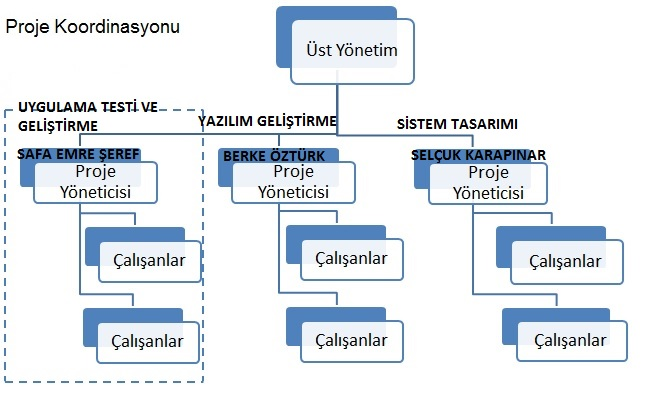 Proje Koordinasyonu
Üst Yönetim
UYGULAMA TESTİ VE
GELİŞTİRME
SAFA EMRE ŞEREF
Proje
Yöneticisi
Çalışanlar
Çalışanlar
YAZILIM GELİŞTİRME
BERKE ÖZTÜRK
Proje
Yöneticisi
Çalışanlar
Çalışanlar
SİSTEM TASARIMI
SELÇUK KARAPINAR
Proje
Yöneticisi
Çalışanlar
Çalışanlar